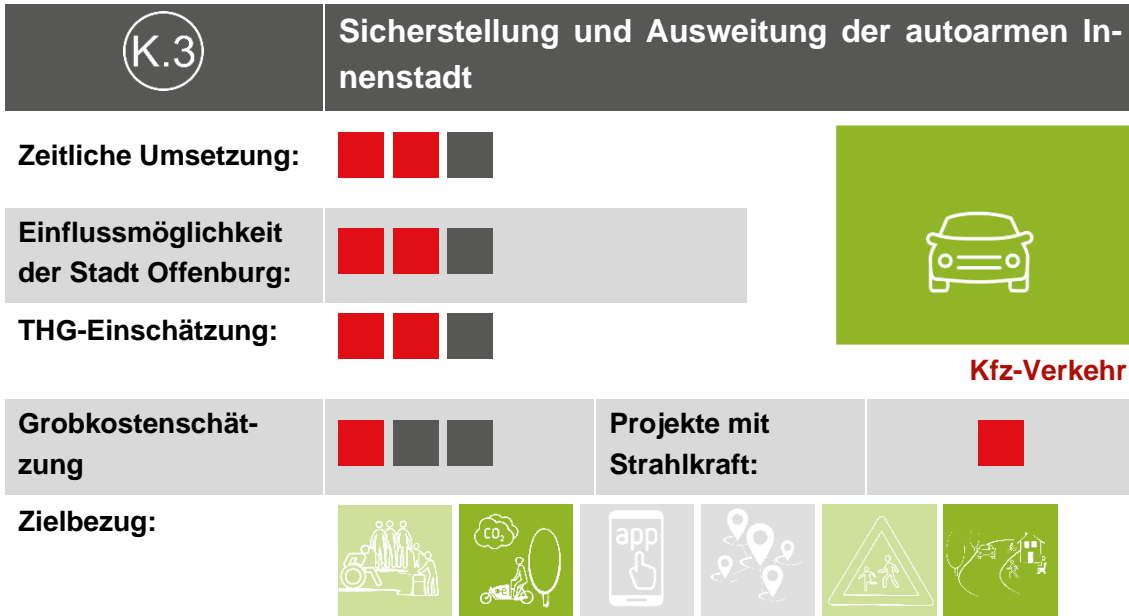 K.3
Sicherstellung und Ausweitung der autoarmen In-
nenstadt
Zeitliche Umsetzung:
Einflussmöglichkeit
der Stadt Offenburg:
THG-Einschätzung:
Kfz-Verkehr
Grobkostenschät-
zung
Projekte mit
Strahlkraft:
Zielbezug:
CO₂
app